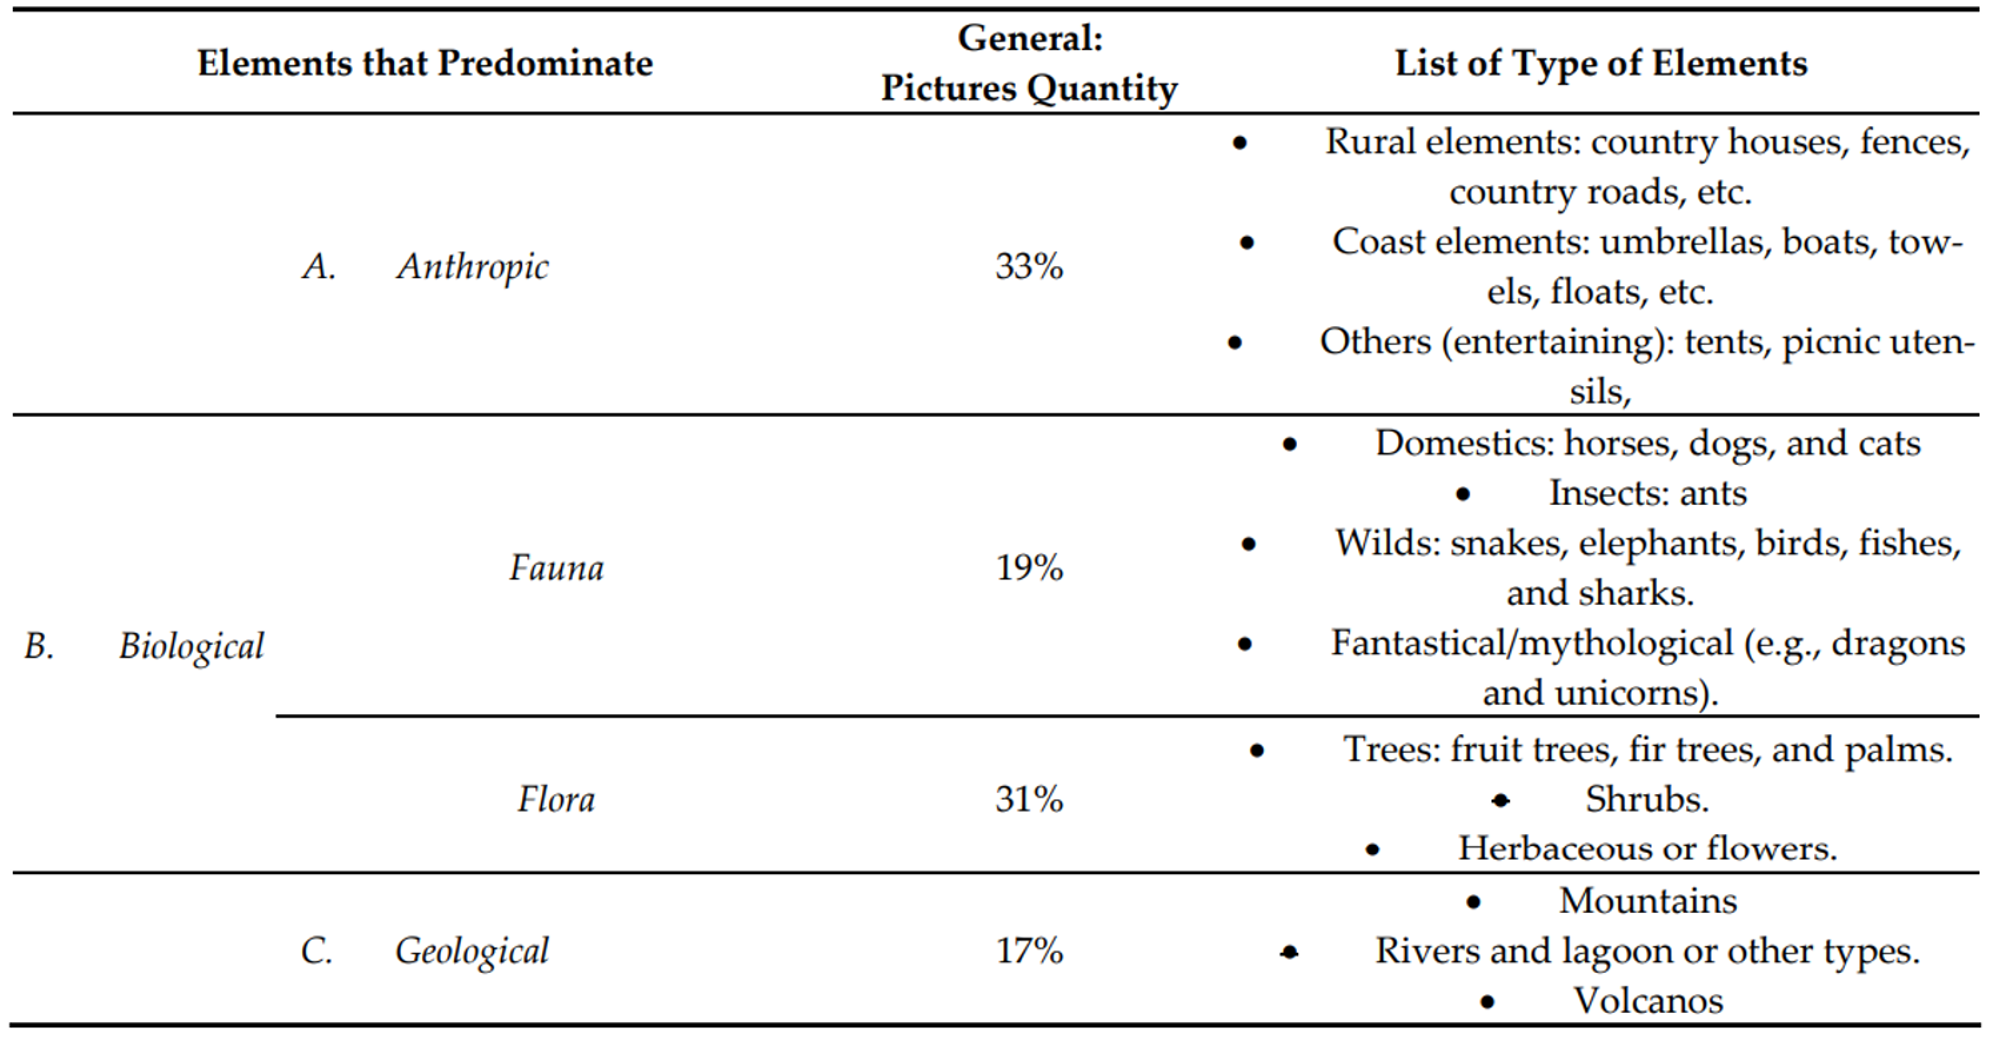 Elements that Predominate
General:
Pictures Quantity
List of Type of Elements
A. Anthropic
33%
• Rural elements: country houses, fences,
country roads, etc.
• Coast elements: umbrellas, boats, tow-
els, floats, etc.
• Others (entertaining): tents, picnic uten-
sils,
B. Biological
Fauna
19%
• Domestics: horses, dogs, and cats
• Insects: ants
• Wilds: snakes, elephants, birds, fishes,
and sharks.
• Fantastical/mythological (e.g., dragons
and unicorns).
Flora
31%
• Trees: fruit trees, fir trees, and palms.
• Shrubs.
• Herbaceous or flowers.
C. Geological
17%
• Mountains
• Rivers and lagoon or other types.
• Volcanos